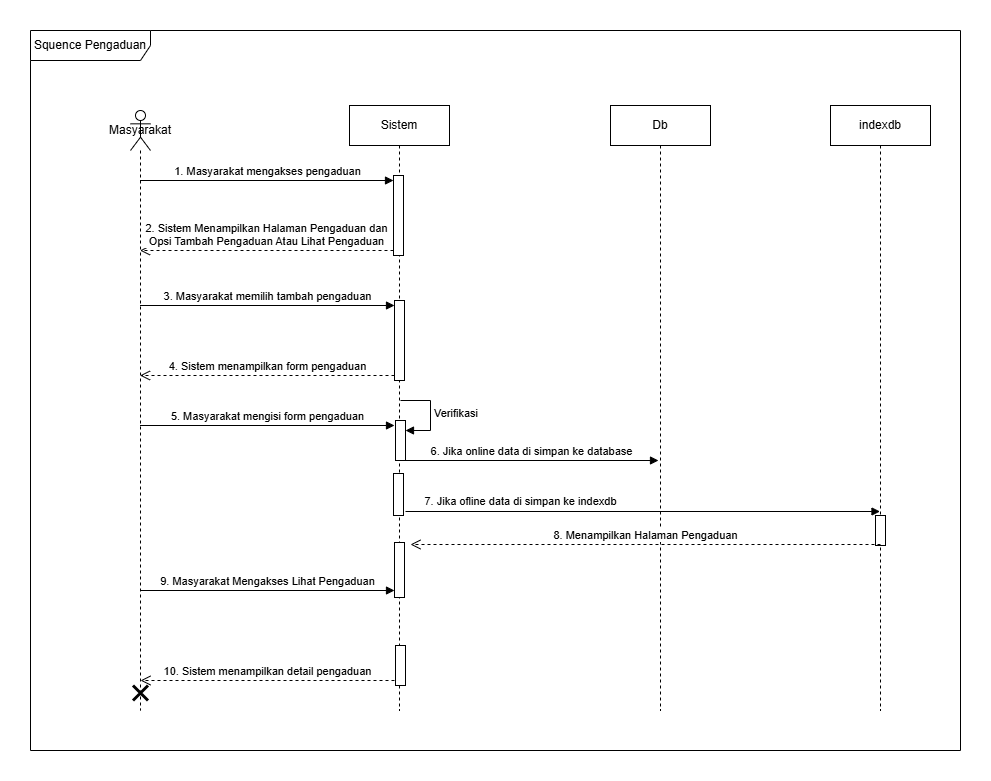 Squence Pengaduan
Masyarakat
Sistem
Db
indexdb
1. Masyarakat mengakses pengaduan
2. Sistem Menampilkan Halaman Pengaduan dan
Opsi Tambah Pengaduan Atau Lihat Pengaduan
3. Masyarakat memilih tambah pengaduan
4. Sistem menampilkan form pengaduan
5. Masyarakat mengisi form pengaduan
Verifikasi
6. Jika online data di simpan ke database
7. Jika ofline data di simpan ke indexdb
8. Menampilkan Halaman Pengaduan
9. Masyarakat Mengakses Lihat Pengaduan
10. Sistem menampilkan detail pengaduan